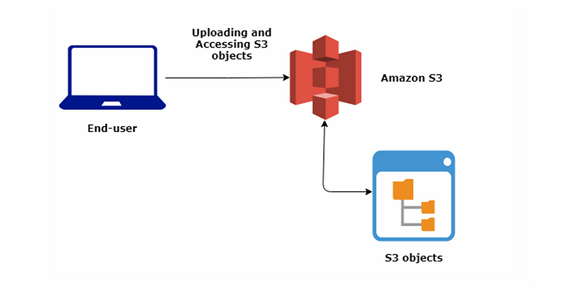 Uploading and
Accessing S3
objects
Amazon S3
End-user
S3 objects